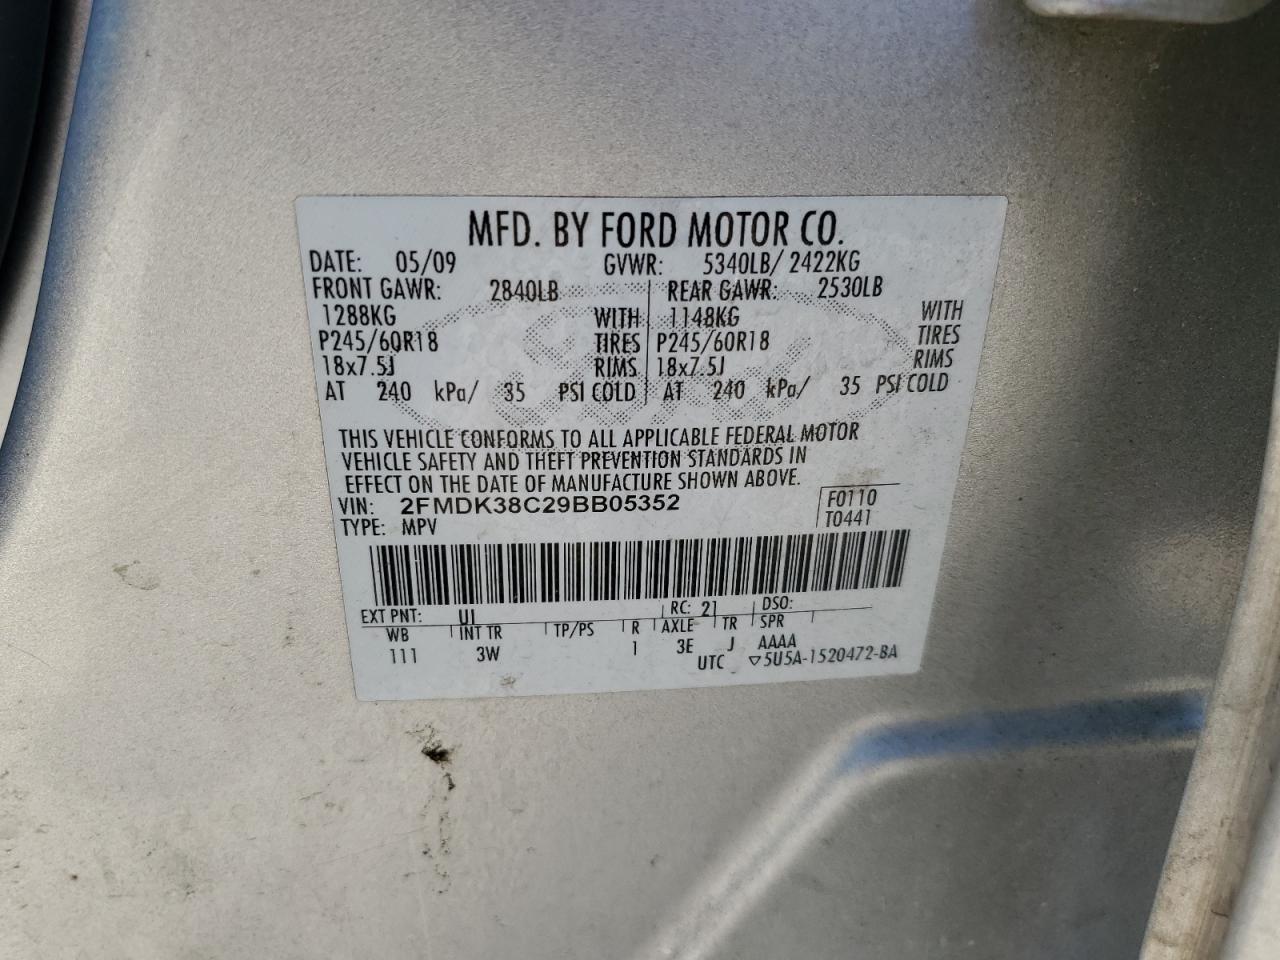 MFD. BY FORD MOTOR CO.
DATE: 05/09 GVWR: 5340LB/ 2422KG
FRONT GAWR: 2840LB REAR GAWR: 2530LB
1288KG WITH 1148KG WITH
P245/60R18 TIRES P245/60R18 TIRES
18x7.5J RIMS 18x7.5J RIMS
AT 240 kPa/ 35 PSI COLD AT 240 kPa/ 35 PSI COLD
THIS VEHICLE CONFORMS TO ALL APPLICABLE FEDERAL MOTOR
VEHICLE SAFETY AND THEFT PREVENTION STANDARDS IN
EFFECT ON THE DATE OF MANUFACTURE SHOWN ABOVE.
VIN: 2FMDK38C29BB05352 F0110
TYPE: MPV T0441
EXT PNT: UJ RC: 21 DSO:
WB INT TR TP/PS R AXLE TR SPR
111 3W 1 3E J AAAA
UTC ▽5U5A-1520472-BA